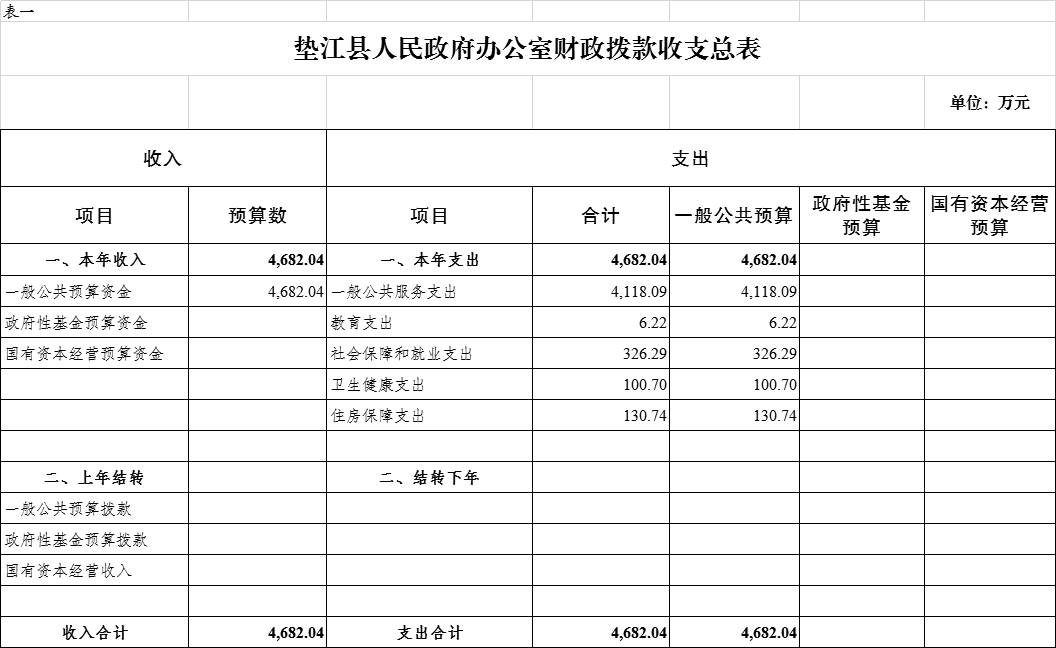 表一
垫江县人民政府办公室财政拨款收支总表
单位：万元
收入 支出
项目 预算数 项目 合计 一般公共预算 政府性基金预算 国有资本经营预算
一、本年收入 4,682.04 一、本年支出 4,682.04 4,682.04
一般公共预算资金 4,682.04 一般公共服务支出 4,118.09 4,118.09
政府性基金预算资金 教育支出 6.22 6.22
国有资本经营预算资金 社会保障和就业支出 326.29 326.29
卫生健康支出 100.70 100.70
住房保障支出 130.74 130.74
二、上年结转 二、结转下年
一般公共预算拨款
政府性基金预算拨款
国有资本经营收入
收入合计 4,682.04 支出合计 4,682.04 4,682.04